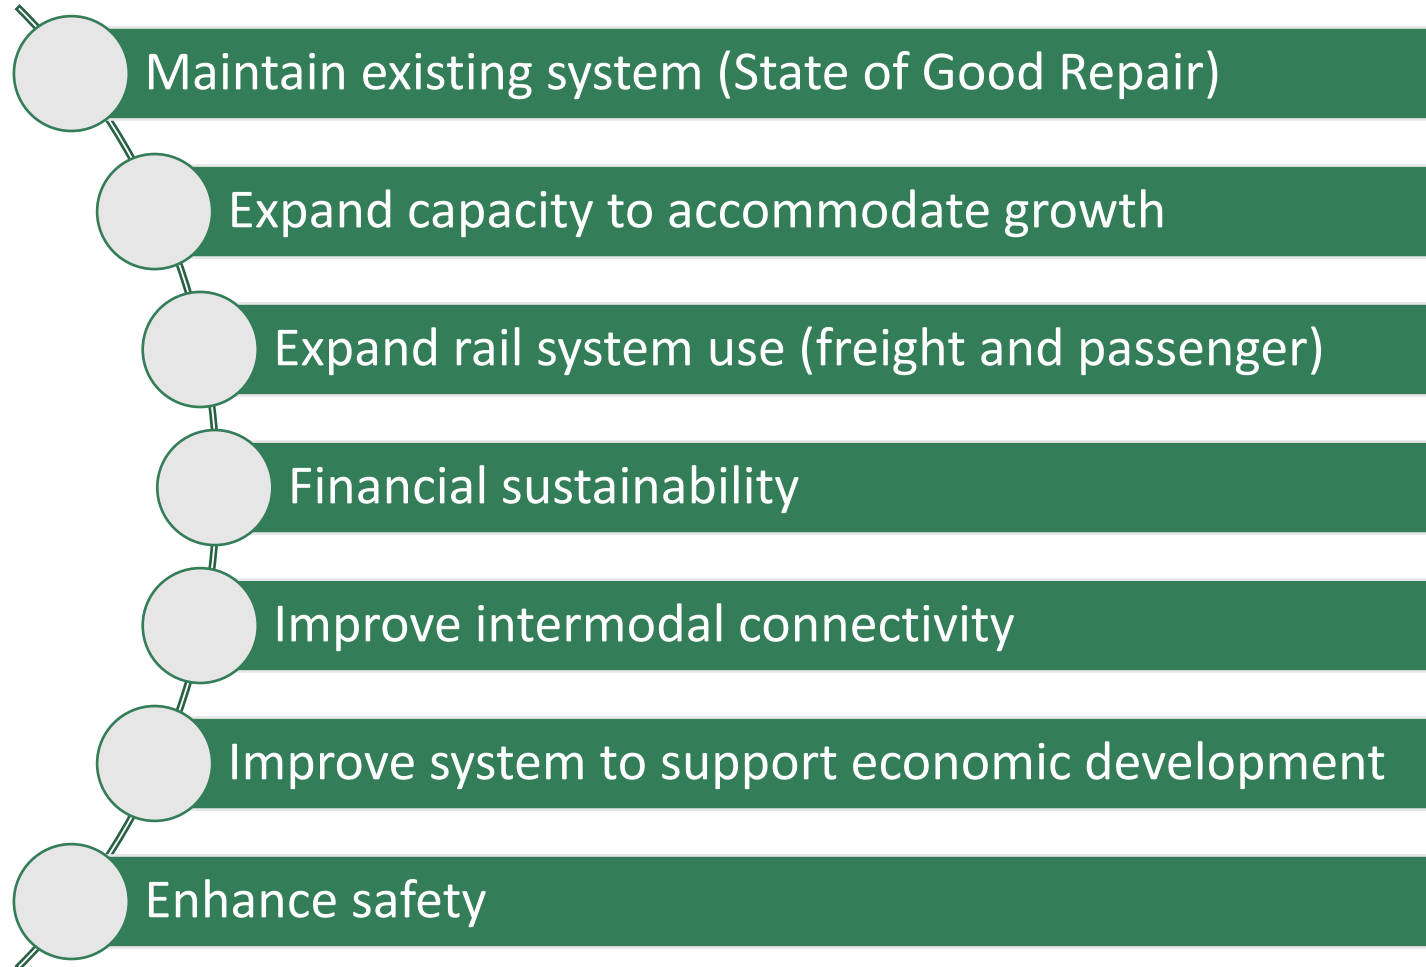 Maintain existing system (State of Good Repair)
Expand capacity to accommodate growth
Expand rail system use (freight and passenger)
Financial sustainability
Improve intermodal connectivity
Improve system to support economic development
Enhance safety